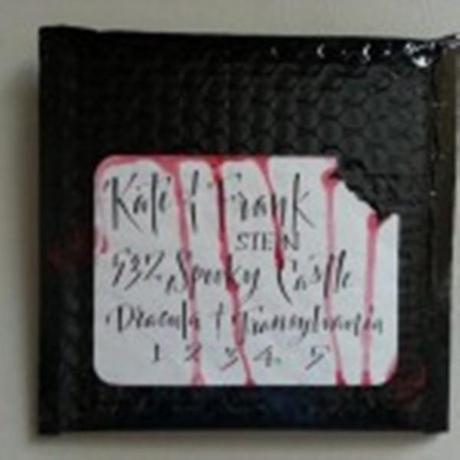 Kate & Frank
STEIN
532 Spooky Castle
Dracula, Transylvania
1 2 3 4 5